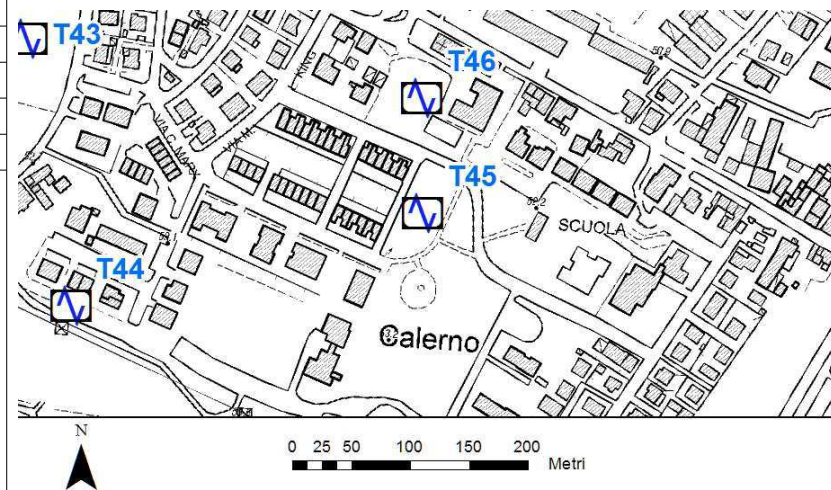 T43
T46
KING
VIA M.
VIA C. MARX
T45
SCUOLA
T44
Calerno
N
0 25 50 100 150 200
Metri